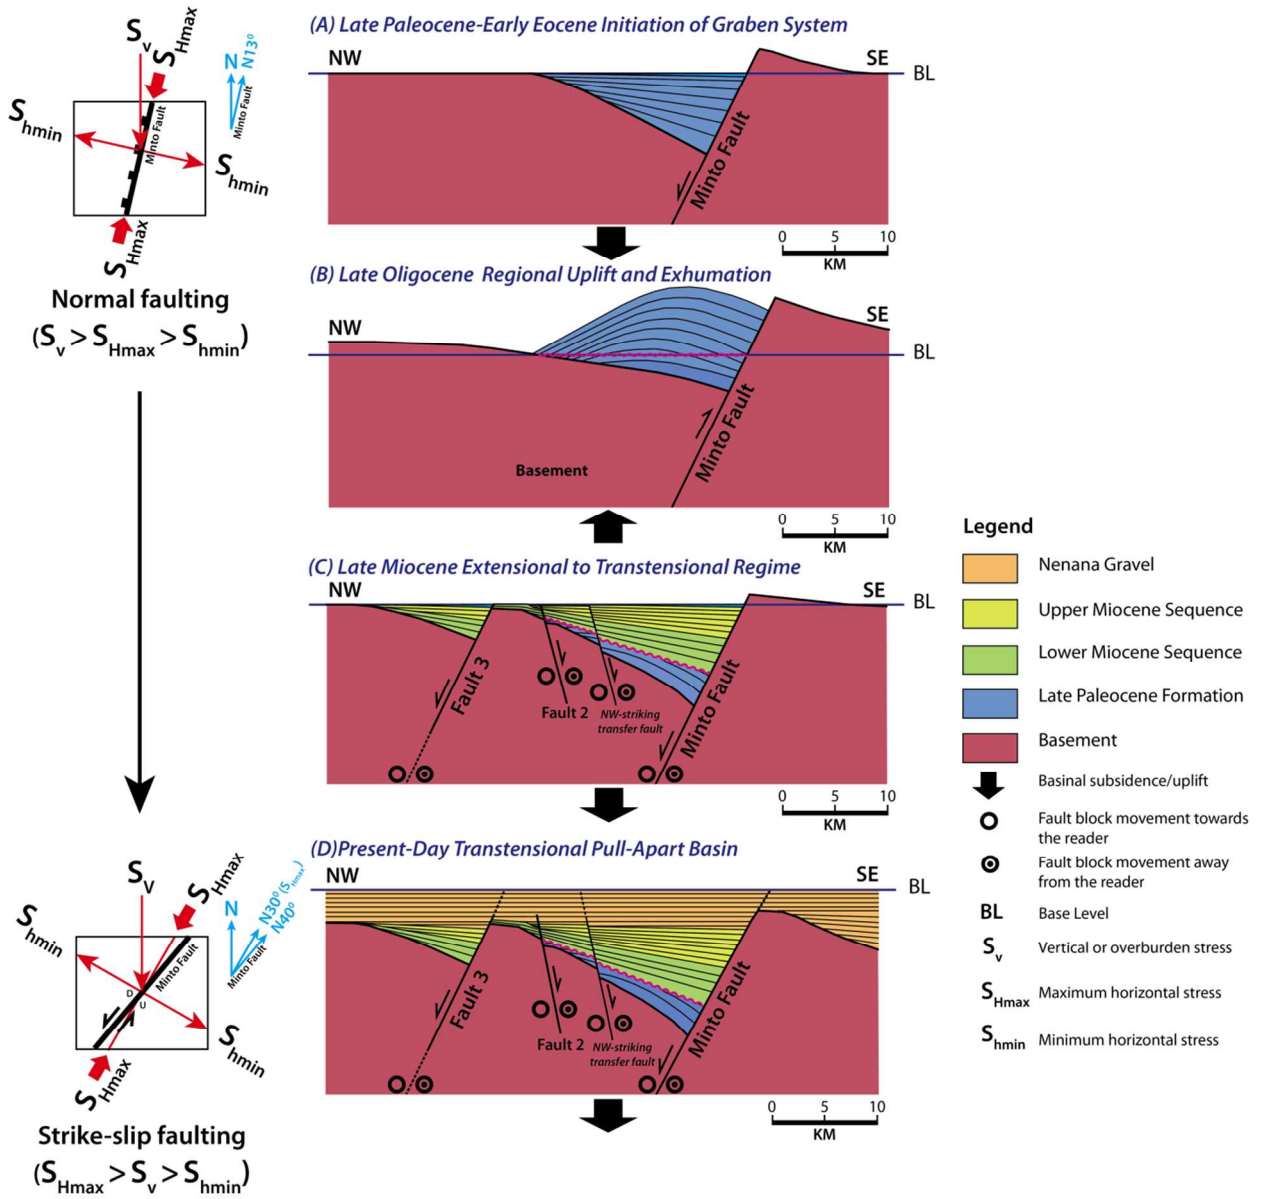 (A) Late Paleocene-Early Eocene Initiation of Graben System
Sv
SHmax
N
N13⁰
Minto Fault
Shmin
Minto Fault
Shmin
SHmax
Normal faulting
(Sv > SHmax > Shmin)
NW
SE
BL
Minto Fault
0 5 10
KM
(B) Late Oligocene Regional Uplift and Exhumation
NW
SE
BL
Minto Fault
Basement
0 5 10
KM
(C) Late Miocene Extensional to Transtensional Regime
NW
SE
BL
Fault 3
Fault 2
NW-striking
transfer fault
Minto Fault
0 5 10
KM
(D)Present-Day Transtensional Pull-Apart Basin
NW
SE
BL
Fault 3
Fault 2
NW-striking
transfer fault
Minto Fault
0 5 10
KM
SV
SHmax
N
N30⁰ (SHmax)
N40⁰
Minto Fault
Shmin
Minto Fault
D
U
Shmin
SHmax
Strike-slip faulting
(SHmax > Sv > Shmin)
Legend
Nenana Gravel
Upper Miocene Sequence
Lower Miocene Sequence
Late Paleocene Formation
Basement
Basinal subsidence/uplift
Fault block movement towards
the reader
Fault block movement away
from the reader
BL Base Level
Sv Vertical or overburden stress
SHmax Maximum horizontal stress
Shmin Minimum horizontal stress